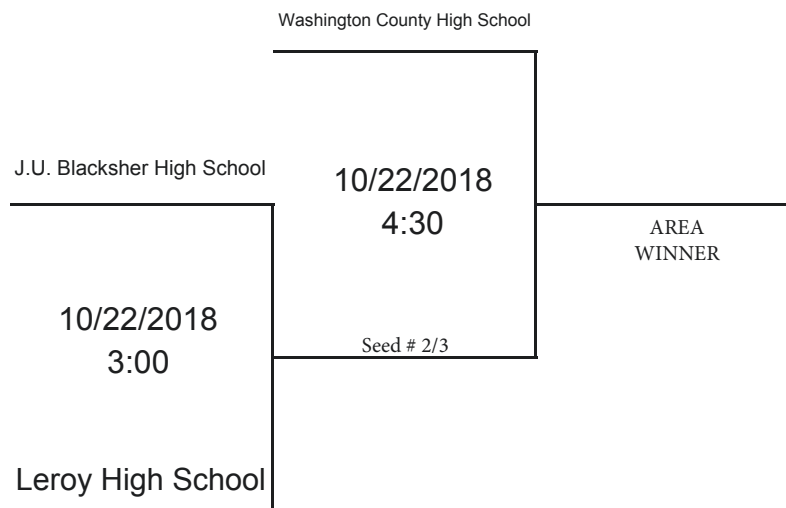 Washington County High School
J.U. Blacksher High School
10/22/2018
4:30
AREA
WINNER
10/22/2018
3:00
Seed # 2/3
Leroy High School